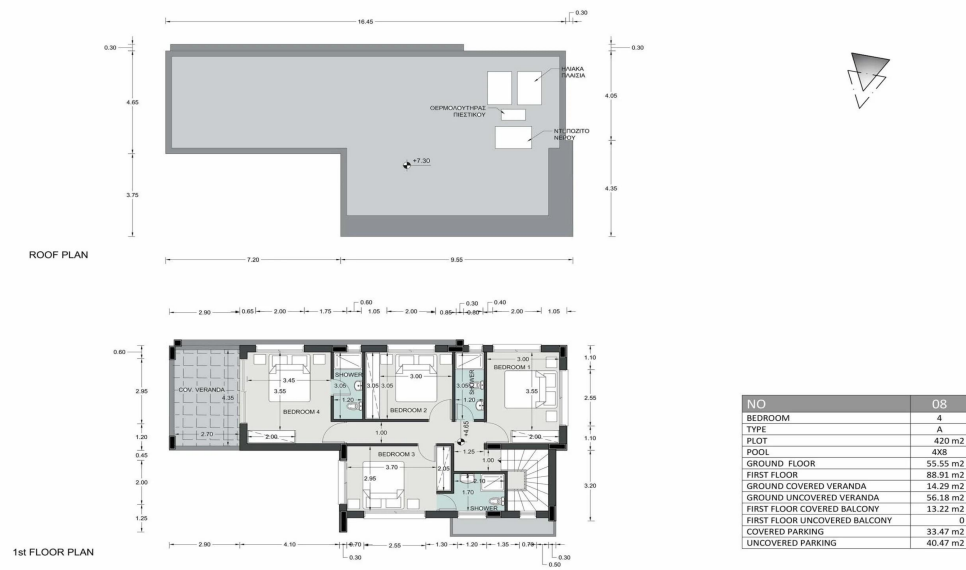 0.30
16.45
0.30
0.30
4.65
4.05
ΗΛΙΑΚΑ
ΠΛΑΙΣΙΑ
ΘΕΡΜΟΛΟΥΤΗΡΑΣ
ΠΙΕΣΤΙΚΟΥ
ΝΤΕΠΟΖΙΤΟ
ΝΕΡΟΥ
+7.30
3.75
4.35
ROOF PLAN
7.20
9.55
0.60
0.30
0.40
2.90
0.65
2.00
1.75
1.05
2.00
0.85
0.80
2.00
1.05
0.60
1.10
BEDROOM 1
3.00
SHOWER
3.45
3.05
3.05
3.05
3.00
3.05
SHOWER
3.55
3.55
2.95
2.55
COV. VERANDA
4.35
1.20
1.20
BEDROOM 4
BEDROOM 2
2.70
2.00
1.00
+4.65
2.00
1.20
1.10
1.25
0.45
BEDROOM 3
1.00
3.70
2.05
2.00
2.95
2.10
3.20
1.70
SHOWER
1.25
1st FLOOR PLAN
2.90
4.10
0.70
2.55
1.30
1.20
1.35
0.70
0.30
0.30
0.50
NO 08
BEDROOM 4
TYPE A
PLOT 420 m2
POOL 4X8
GROUND FLOOR 55.55 m2
FIRST FLOOR 88.91 m2
GROUND COVERED VERANDA 14.29 m2
GROUND UNCOVERED VERANDA 56.18 m2
FIRST FLOOR COVERED BALCONY 13.22 m2
FIRST FLOOR UNCOVERED BALCONY 0
COVERED PARKING 33.47 m2
UNCOVERED PARKING 40.47 m2